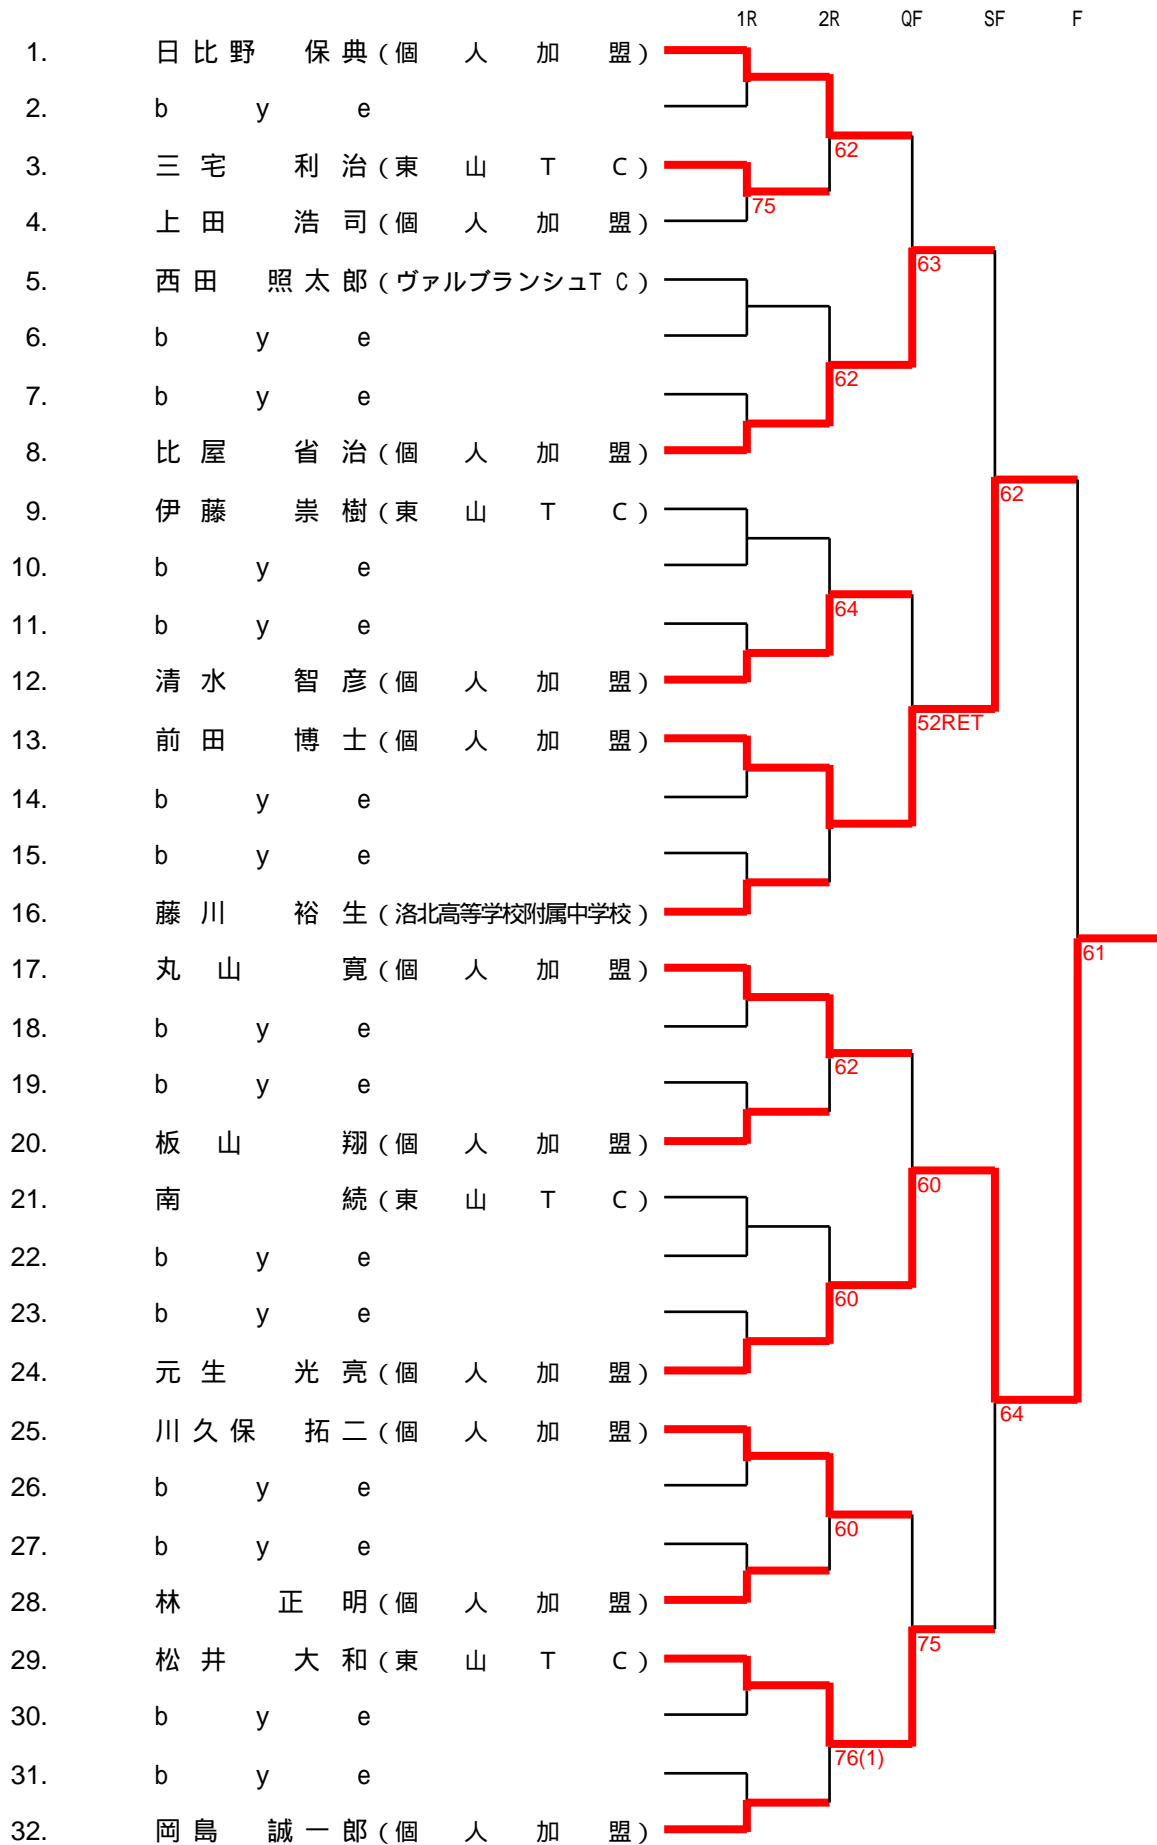 1R 2R QF SF F
1. 日比野 保典(個人加盟)
2. bye
3. 三宅 利治(東山TC)
75
62
4. 上田 浩司(個人加盟)
5. 西田 照太郎(ヴァルブランシュTC)
63
6. bye
7. bye
62
8. 比屋 省治(個人加盟)
9. 伊藤 崇樹(東山TC)
62
10. bye
11. bye
64
12. 清水 智彦(個人加盟)
13. 前田 博士(個人加盟)
52RET
14. bye
15. bye
16. 藤川 裕生(洛北高等学校附属中学校)
17. 丸山 寛(個人加盟)
61
18. bye
19. bye
62
20. 板山 翔(個人加盟)
21. 南 続(東山TC)
60
22. bye
23. bye
60
24. 元生 光亮(個人加盟)
25. 川久保 拓二(個人加盟)
64
26. bye
27. bye
60
28. 林 正明(個人加盟)
29. 松井 大和(東山TC)
75
30. bye
31. bye
76(1)
32. 岡島 誠一郎(個人加盟)